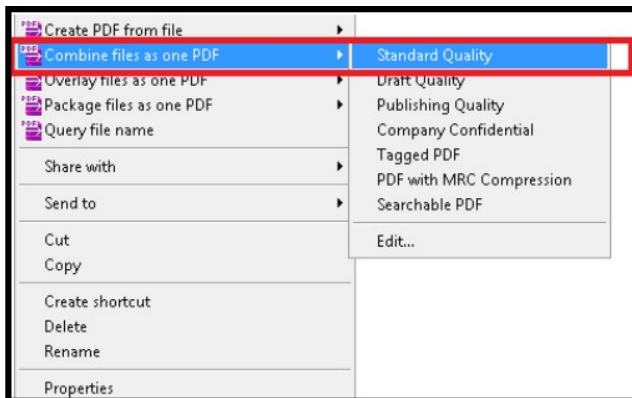 Create PDF from file
Combine files as one PDF
Overlay files as one PDF
Package files as one PDF
Query file name
Share with
Send to
Cut
Copy
Create shortcut
Delete
Rename
Properties
Standard Quality
Draft Quality
Publishing Quality
Company Confidential
Tagged PDF
PDF with MRC Compression
Searchable PDF
Edit...